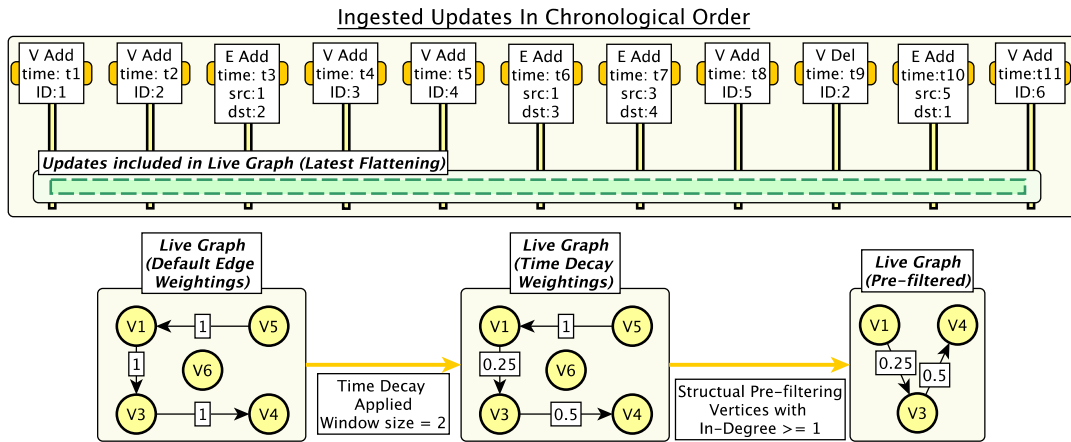 Ingested Updates In Chronological Order
V Add
time: t1
ID:1
V Add
time: t2
ID:2
E Add
time: t3
src:1
dst:2
V Add
time: t4
ID:3
V Add
time: t5
ID:4
E Add
time: t6
src:1
dst:3
E Add
time: t7
src:3
dst:4
V Add
time: t8
ID:5
V Del
time: t9
ID:2
E Add
time:t10
src:5
dst:1
V Add
time:t11
ID:6
Updates included in Live Graph (Latest Flattening)
Live Graph
(Default Edge
Weightings)
V1
1
V5
1
V6
V3
1
V4
Time Decay
Applied
Window size = 2
Live Graph
(Time Decay
Weightings)
V1
1
V5
0.25
V6
V3
0.5
V4
Structual Pre-filtering
Vertices with
In-Degree >= 1
Live Graph
(Pre-filtered)
V1
V4
0.25
0.5
V3